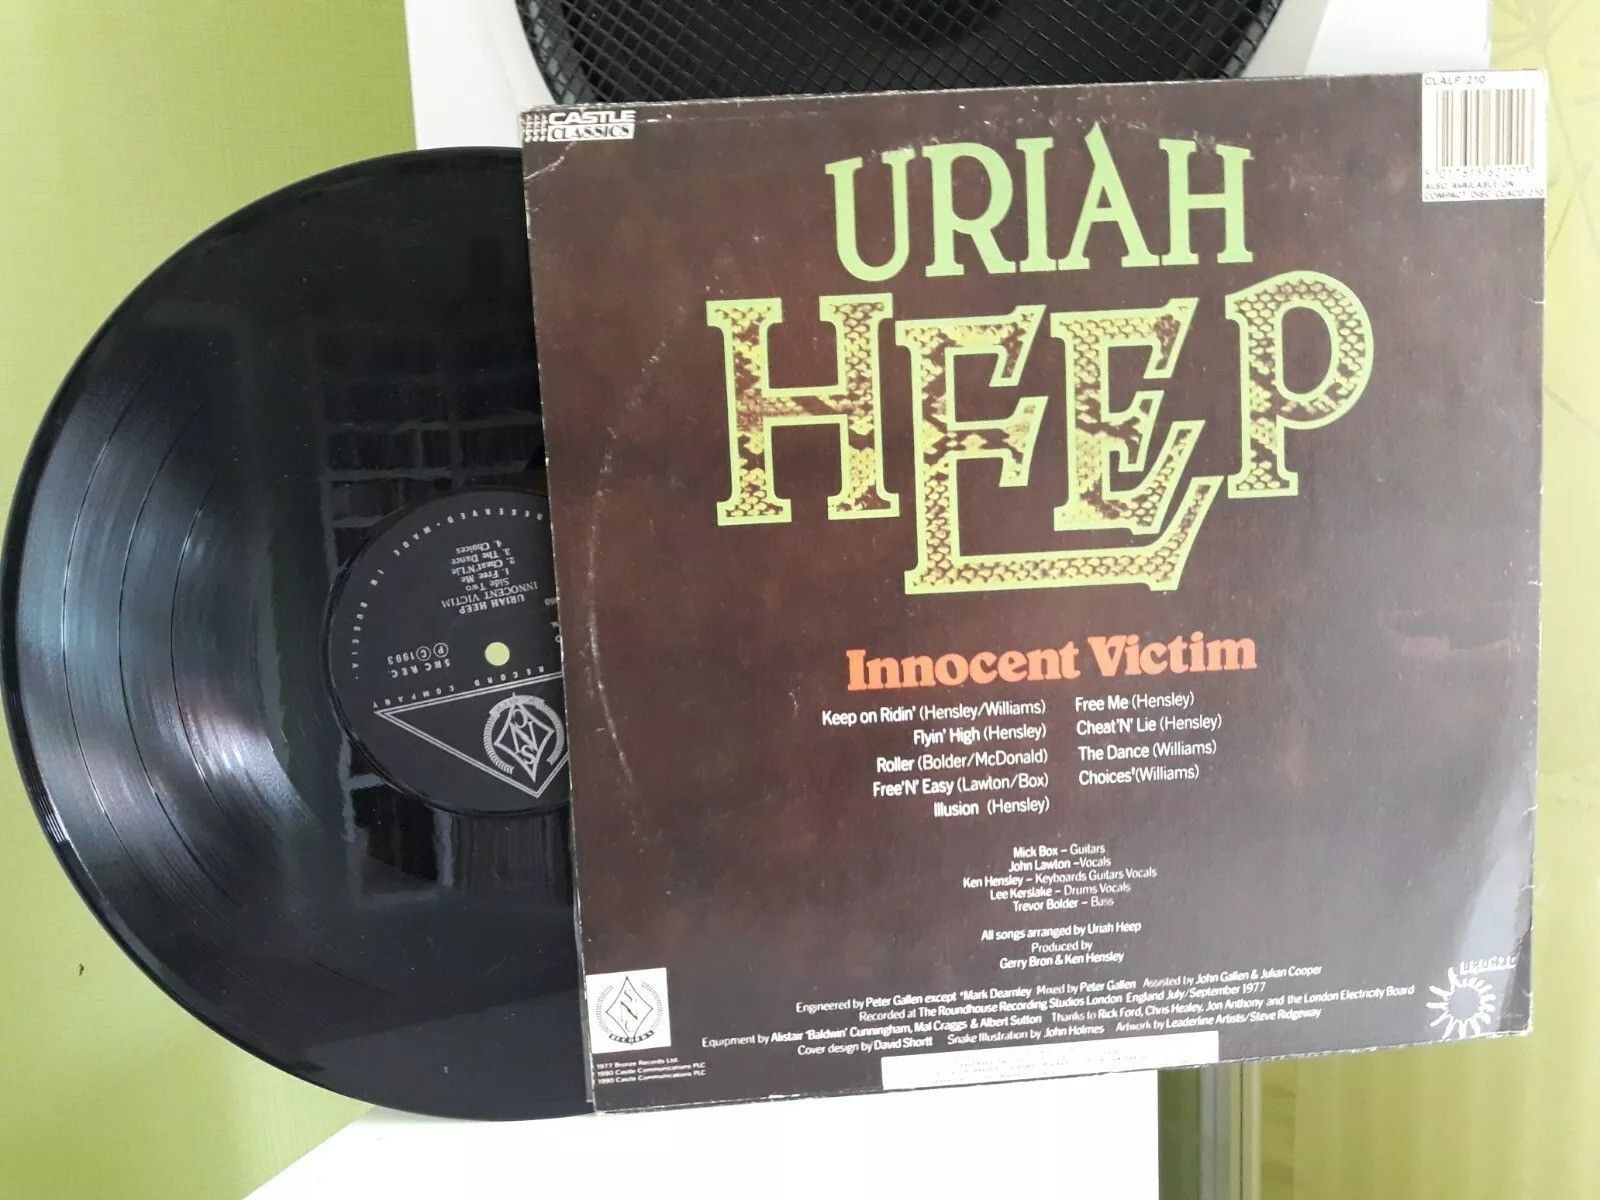 CASTLE
CLASSICS
CLALP 210
ALSO AVAILABLE ON
COMPACT DISC CLACD 210
URIAH
HEEP
Innocent Victim
Keep on Ridin' (Hensley/Williams)
Flyin' High (Hensley)
Roller (Bolder/McDonald)
Free'N' Easy (Lawton/Box)
Illusion (Hensley)
Free Me (Hensley)
Cheat'N' Lie (Hensley)
The Dance (Williams)
Choices*(Williams)
Mick Box – Guitars
John Lawton –Vocals
Ken Hensley – Keyboards Guitars Vocals
Lee Kerslake – Drums Vocals
Trevor Bolder – Bass
All songs arranged by Uriah Heep
Produced by
Gerry Bron & Ken Hensley
Engineered by Peter Gallen except *Mark Dearnley Mixed by Peter Gallen Assisted by John Gallen & Julian Cooper
Recorded at The Roundhouse Recording Studios London England July/September 1977
Thanks to Rick Ford, Chris Healey, Jon Anthony and the London Electricity Board
Equipment by Alistair 'Baldwin' Cunningham, Mal Craggs & Albert Sutton
Cover design by David Shortt Snake Illustration by John Holmes Artwork by Leaderline Artists/Steve Ridgeway
BRONZE
RECORDS
1977 Bronze Records Ltd.
1990 Castle Communications PLC
1990 Castle Communications PLC
URIAH HEEP
INNOCENT VICTIM
Side Two
1. Free Me
2. Cheat'N'Lie
3. The Dance
4. Choices
RESERVED · MADE IN RUSSIA.
SNC REC.
Ⓟ Ⓒ 1993
RECORD COMPANY
SNC